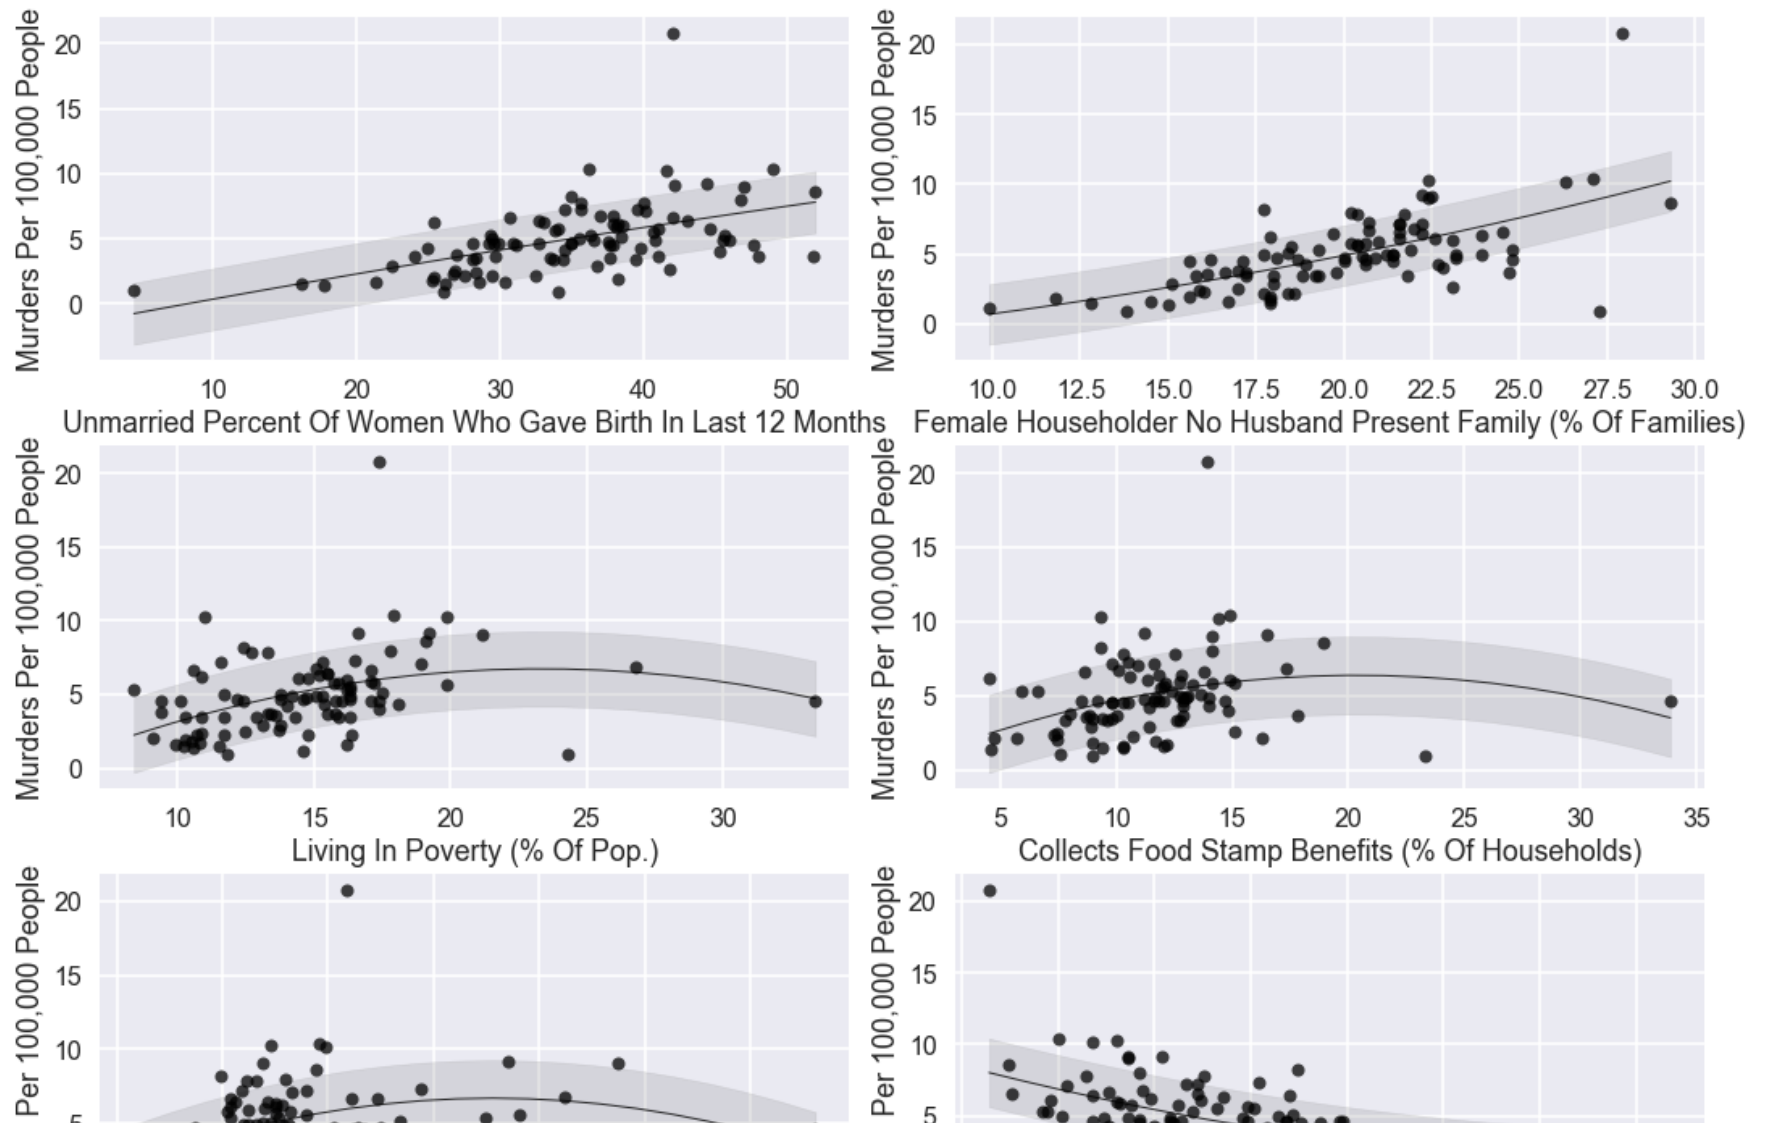 Murders Per 100,000 People
20
15
10
5
0
10 20 30 40 50
Unmarried Percent Of Women Who Gave Birth In Last 12 Months
Murders Per 100,000 People
20
15
10
5
0
10.0 12.5 15.0 17.5 20.0 22.5 25.0 27.5 30.0
Female Householder No Husband Present Family (% Of Families)
Murders Per 100,000 People
20
15
10
5
0
10 15 20 25 30
Living In Poverty (% Of Pop.)
Murders Per 100,000 People
20
15
10
5
0
5 10 15 20 25 30 35
Collects Food Stamp Benefits (% Of Households)
Per 100,000 People
20
15
10
5
Per 100,000 People
20
15
10
5